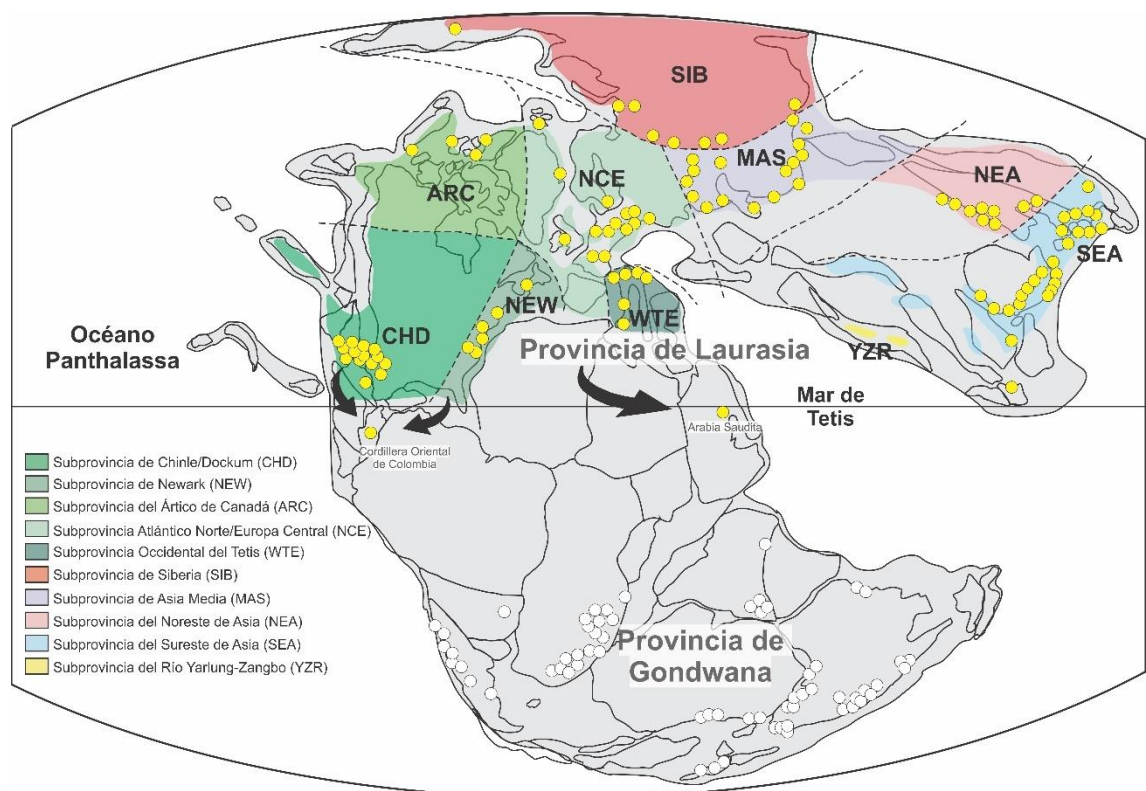 SIB
MAS
NEA
ARC
NCE
SEA
NEW
WTE
CHD
YZR
Océano
Panthalassa
Provincia de Laurasia
Mar de
Tetis
Arabia Saudita
Cordillera Oriental
de Colombia
Subprovincia de Chinle/Dockum (CHD)
Subprovincia de Newark (NEW)
Subprovincia del Ártico de Canadá (ARC)
Subprovincia Atlántico Norte/Europa Central (NCE)
Subprovincia Occidental del Tetis (WTE)
Subprovincia de Siberia (SIB)
Subprovincia de Asia Media (MAS)
Subprovincia del Noreste de Asia (NEA)
Subprovincia del Sureste de Asia (SEA)
Subprovincia del Río Yarlung-Zangbo (YZR)
Provincia de
Gondwana